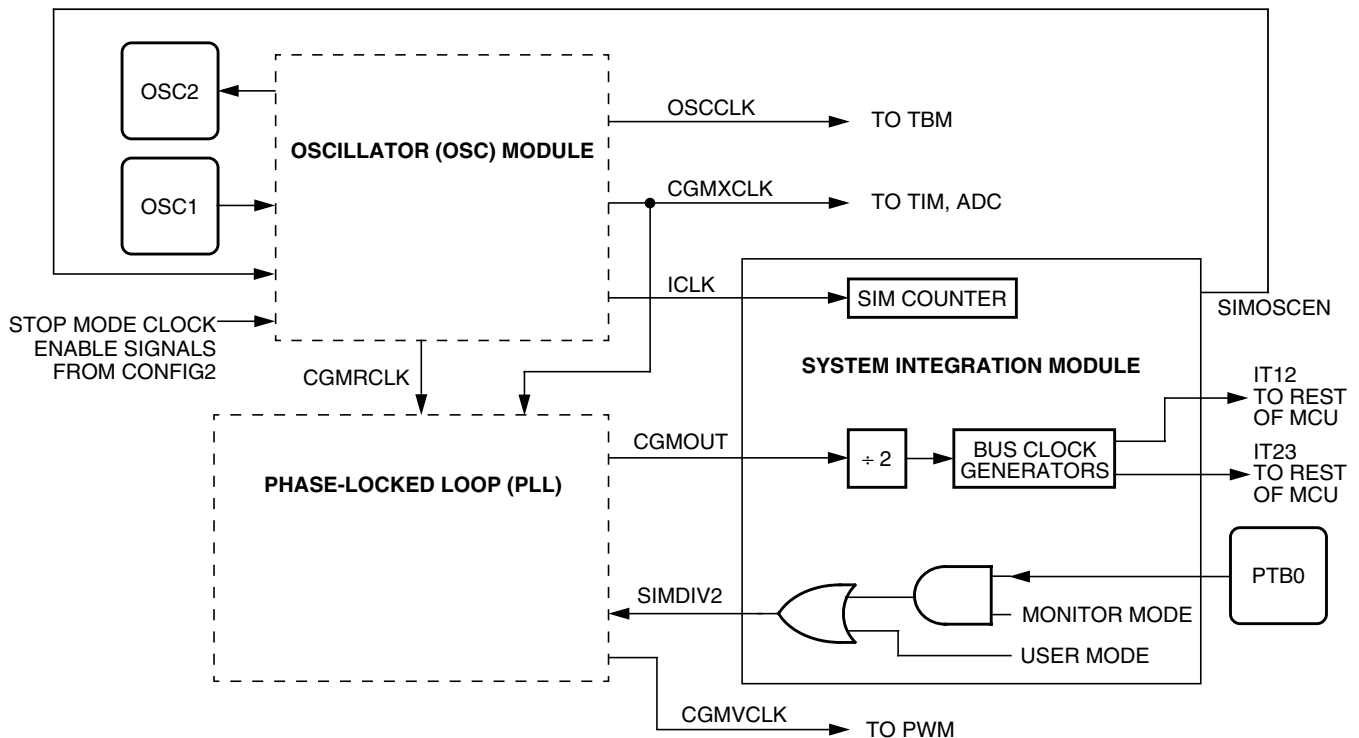 OSC2
OSCCLK
TO TBM
OSCILLATOR (OSC) MODULE
OSC1
CGMXCLK
TO TIM, ADC
ICLK
SIM COUNTER
SIMOSCEN
STOP MODE CLOCK
ENABLE SIGNALS
FROM CONFIG2
SYSTEM INTEGRATION MODULE
CGMRCLK
IT12
TO REST
OF MCU
CGMOUT
÷ 2
BUS CLOCK
GENERATORS
IT23
TO REST
OF MCU
PHASE-LOCKED LOOP (PLL)
PTB0
SIMDIV2
MONITOR MODE
USER MODE
CGMVCLK
TO PWM